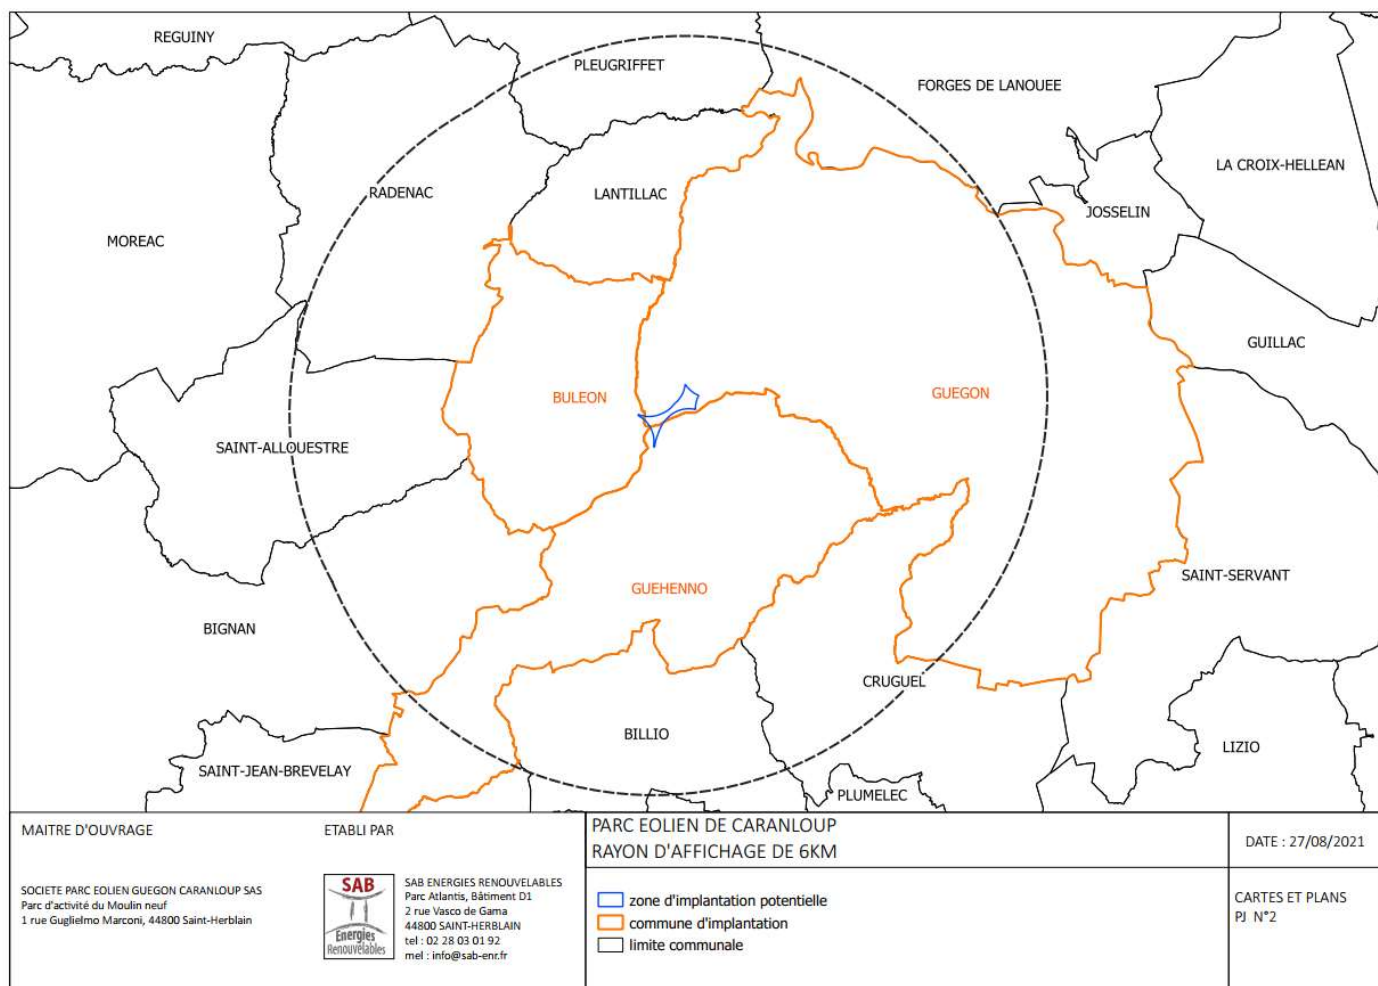 REGUINY
PLEUGRIFFET
FORGES DE LANOUEE
LA CROIX-HELLEAN
RADENAC
LANTILLAC
JOSSELIN
MOREAC
GUILLAC
BULEON
GUEGON
SAINT-ALLOUESTRE
SAINT-SERVANT
GUEHENNO
BIGNAN
CRUGUEL
BILLIO
LIZIO
SAINT-JEAN-BREVELAY
PLUMELEC
MAITRE D'OUVRAGE
SOCIETE PARC EOLIEN GUEGON CARANLOUP SAS
Parc d'activité du Moulin neuf
1 rue Guglielmo Marconi, 44800 Saint-Herblain
ETABLI PAR
SAB
Energies
Renouvelables
SAB ENERGIES RENOUVELABLES
Parc Atlantis, Bâtiment D1
2 rue Vasco de Gama
44800 SAINT-HERBLAIN
tel : 02 28 03 01 92
mel : info@sab-enr.fr
PARC EOLIEN DE CARANLOUP
RAYON D'AFFICHAGE DE 6KM
zone d'implantation potentielle
commune d'implantation
limite communale
DATE : 27/08/2021
CARTES ET PLANS
PJ N°2